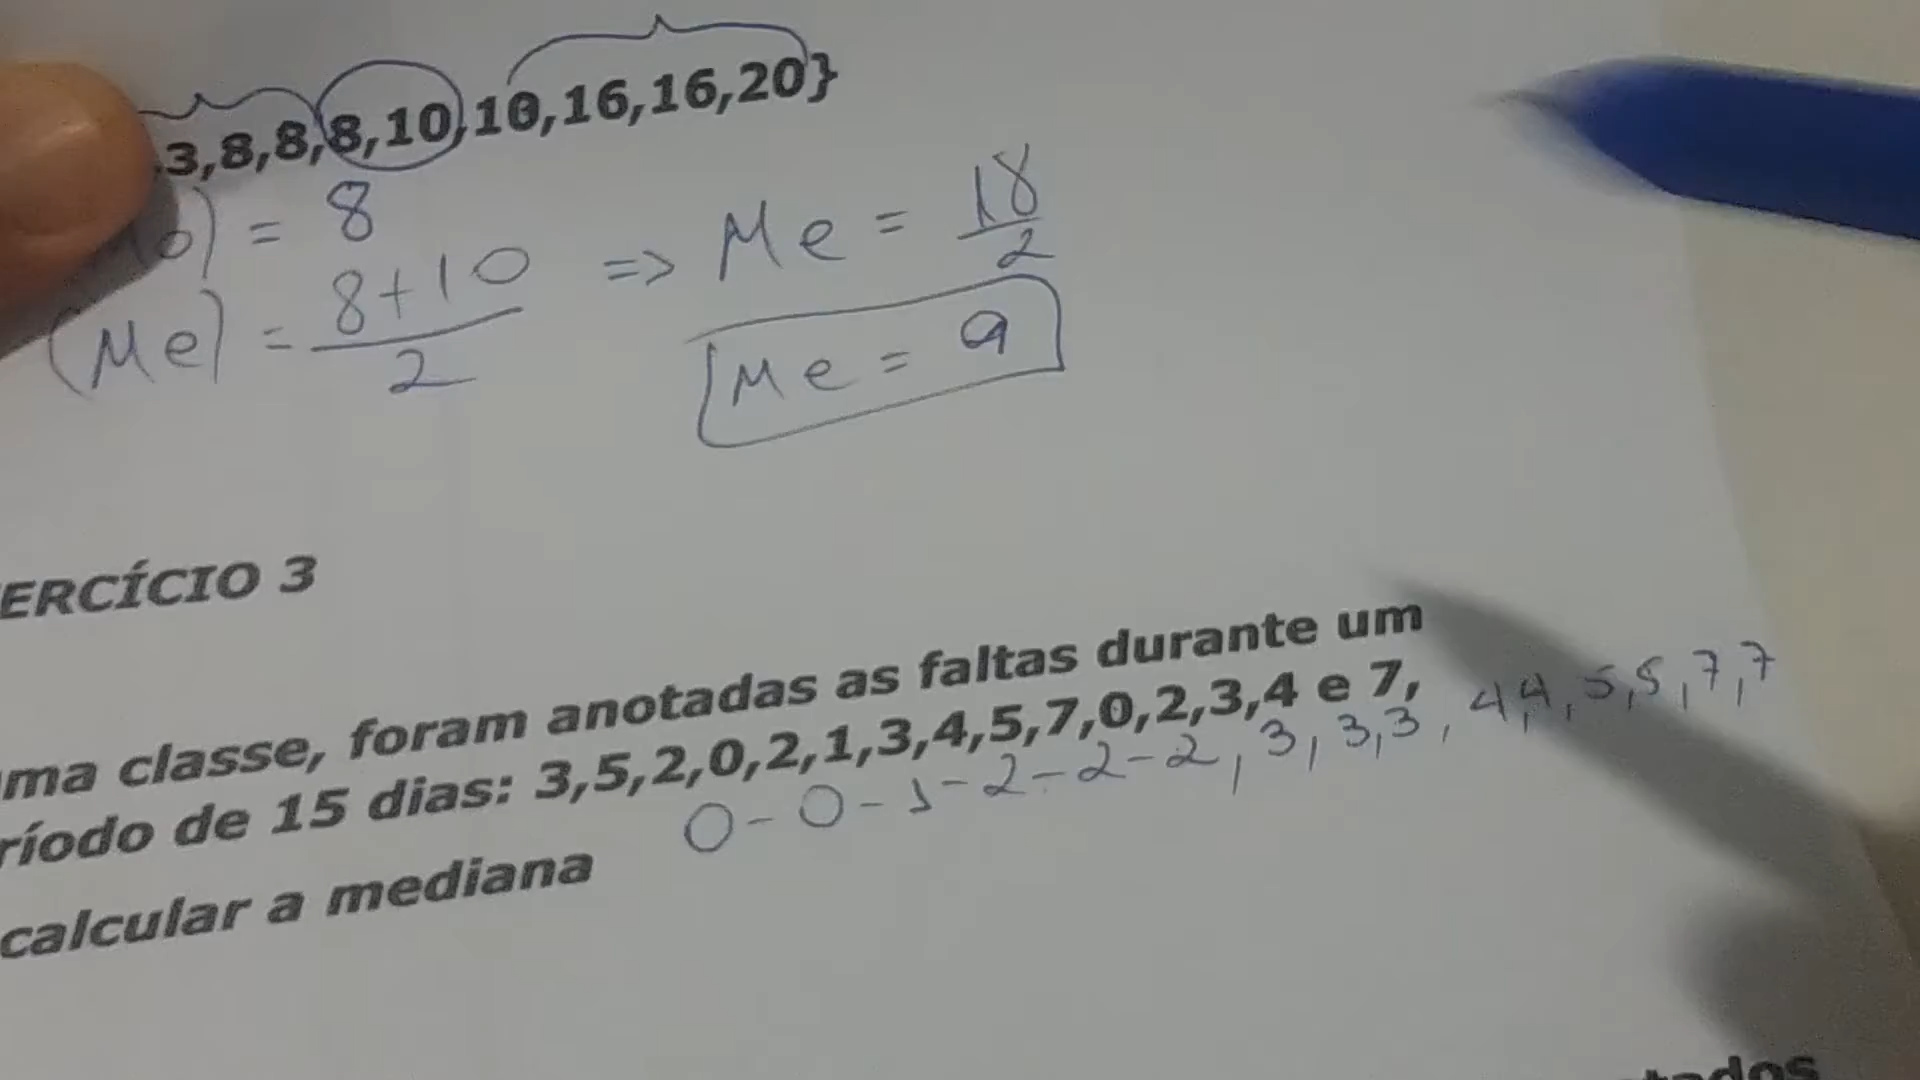 3,8,8,8,10,10,16,16,20}
= 8
(Me) = 8+10 / 2 => Me = 18 / 2
Me = 9
ERCÍCIO 3
ma classe, foram anotadas as faltas durante um
ríodo de 15 dias: 3,5,2,0,2,1,3,4,5,7,0,2,3,4 e 7,
0-0-1-2-2-2,3,3,3,4,4,5,5,7,7
calcular a mediana